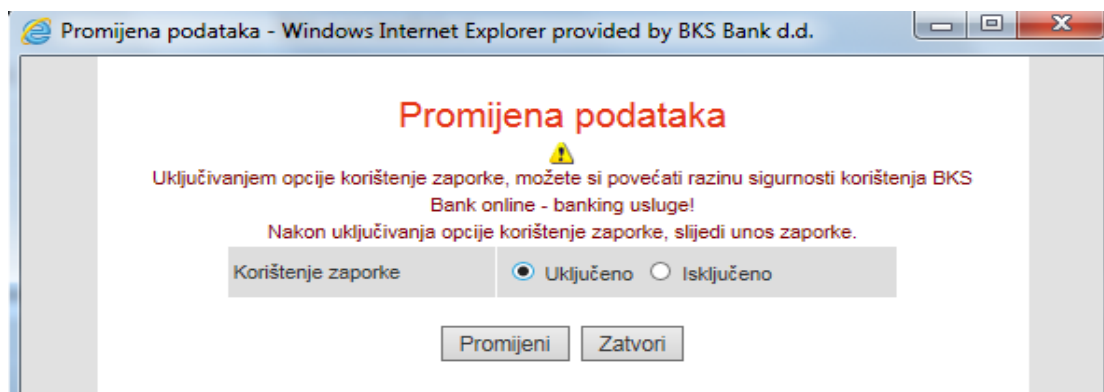 Promijena podataka - Windows Internet Explorer provided by BKS Bank d.d.
Promijena podataka
Uključivanjem opcije korištenje zaporke, možete si povećati razinu sigurnosti korištenja BKS
Bank online - banking usluge!
Nakon uključivanja opcije korištenje zaporke, slijedi unos zaporke.
Korištenje zaporke Uključeno Isključeno
Promijeni Zatvori